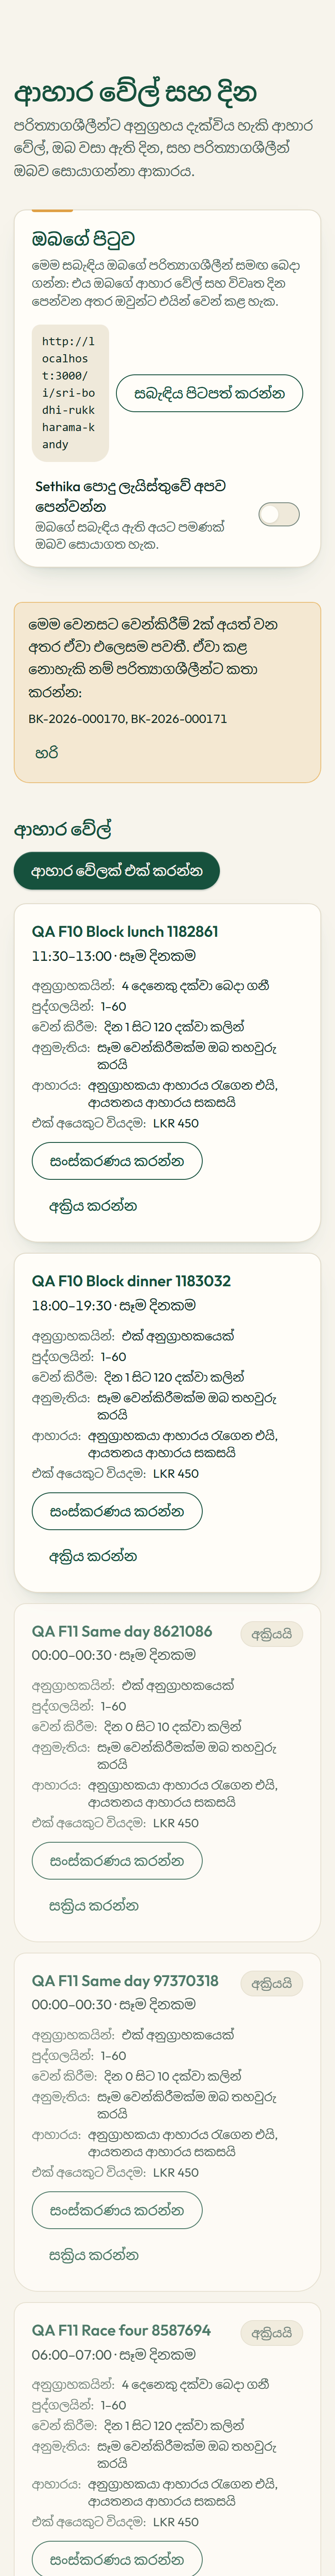 ආහාර වේල් සහ දින
පරිත්‍යාගශීලීන්ට අනුග්‍රහය දැක්විය හැකි ආහාර
වේල්, ඔබ වසා ඇති දින, සහ පරිත්‍යාගශීලීන්
ඔබව සොයාගන්නා ආකාරය.
ඔබගේ පිටුව
මෙම සබැඳිය ඔබගේ පරිත්‍යාගශීලීන් සමඟ බෙදා
ගන්න: එය ඔබගේ ආහාර වේල් සහ විවෘත දින
පෙන්වන අතර ඔවුන්ට එයින් වෙන් කළ හැක.
http://l
ocalhos
t:3000/
i/sri-bo
dhi-rukk
harama-k
andy
සබැඳිය පිටපත් කරන්න
Sethika පොදු ලැයිස්තුවේ අපව
පෙන්වන්න
ඔබගේ සබැඳිය ඇති අයට පමණක්
ඔබව සොයාගත හැක.
මෙම වෙනසට වෙන්කිරීම් 2ක් අයත් වන
අතර ඒවා එලෙසම පවතී. ඒවා කළ
නොහැකි නම් පරිත්‍යාගශීලීන්ට කතා
කරන්න:
BK-2026-000170, BK-2026-000171
හරි
ආහාර වේල්
ආහාර වේලක් එක් කරන්න
QA F10 Block lunch 1182861
11:30–13:00 · සෑම දිනකම
අනුග්‍රාහකයින්: 4 දෙනෙකු දක්වා බෙදා ගනී
පුද්ගලයින්: 1–60
වෙන් කිරීම: දින 1 සිට 120 දක්වා කලින්
අනුමැතිය: සෑම වෙන්කිරීමක්ම ඔබ තහවුරු
කරයි
ආහාරය: අනුග්‍රාහකයා ආහාරය රැගෙන එයි,
ආයතනය ආහාරය සකසයි
එක් අයෙකුට වියදම: LKR 450
සංස්කරණය කරන්න
අක්‍රිය කරන්න
QA F10 Block dinner 1183032
18:00–19:30 · සෑම දිනකම
අනුග්‍රාහකයින්: එක් අනුග්‍රාහකයෙක්
පුද්ගලයින්: 1–60
වෙන් කිරීම: දින 1 සිට 120 දක්වා කලින්
අනුමැතිය: සෑම වෙන්කිරීමක්ම ඔබ තහවුරු
කරයි
ආහාරය: අනුග්‍රාහකයා ආහාරය රැගෙන එයි,
ආයතනය ආහාරය සකසයි
එක් අයෙකුට වියදම: LKR 450
සංස්කරණය කරන්න
අක්‍රිය කරන්න
QA F11 Same day 8621086
අක්‍රියයි
00:00–00:30 · සෑම දිනකම
අනුග්‍රාහකයින්: එක් අනුග්‍රාහකයෙක්
පුද්ගලයින්: 1–60
වෙන් කිරීම: දින 0 සිට 10 දක්වා කලින්
අනුමැතිය: සෑම වෙන්කිරීමක්ම ඔබ තහවුරු
කරයි
ආහාරය: අනුග්‍රාහකයා ආහාරය රැගෙන එයි,
ආයතනය ආහාරය සකසයි
එක් අයෙකුට වියදම: LKR 450
සංස්කරණය කරන්න
සක්‍රිය කරන්න
QA F11 Same day 97370318
අක්‍රියයි
00:00–00:30 · සෑම දිනකම
අනුග්‍රාහකයින්: එක් අනුග්‍රාහකයෙක්
පුද්ගලයින්: 1–60
වෙන් කිරීම: දින 0 සිට 10 දක්වා කලින්
අනුමැතිය: සෑම වෙන්කිරීමක්ම ඔබ තහවුරු
කරයි
ආහාරය: අනුග්‍රාහකයා ආහාරය රැගෙන එයි,
ආයතනය ආහාරය සකසයි
එක් අයෙකුට වියදම: LKR 450
සංස්කරණය කරන්න
සක්‍රිය කරන්න
QA F11 Race four 8587694
අක්‍රියයි
06:00–07:00 · සෑම දිනකම
අනුග්‍රාහකයින්: 4 දෙනෙකු දක්වා බෙදා ගනී
පුද්ගලයින්: 1–60
වෙන් කිරීම: දින 1 සිට 120 දක්වා කලින්
අනුමැතිය: සෑම වෙන්කිරීමක්ම ඔබ තහවුරු
කරයි
ආහාරය: අනුග්‍රාහකයා ආහාරය රැගෙන එයි,
ආයතනය ආහාරය සකසයි
එක් අයෙකුට වියදම: LKR 450
සංස්කරණය කරන්න